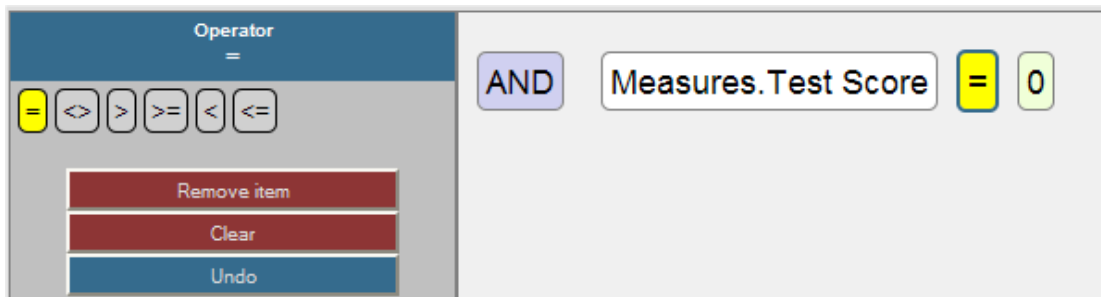 Operator
=
= <> > >= < <=
Remove item
Clear
Undo
AND Measures.Test Score = 0